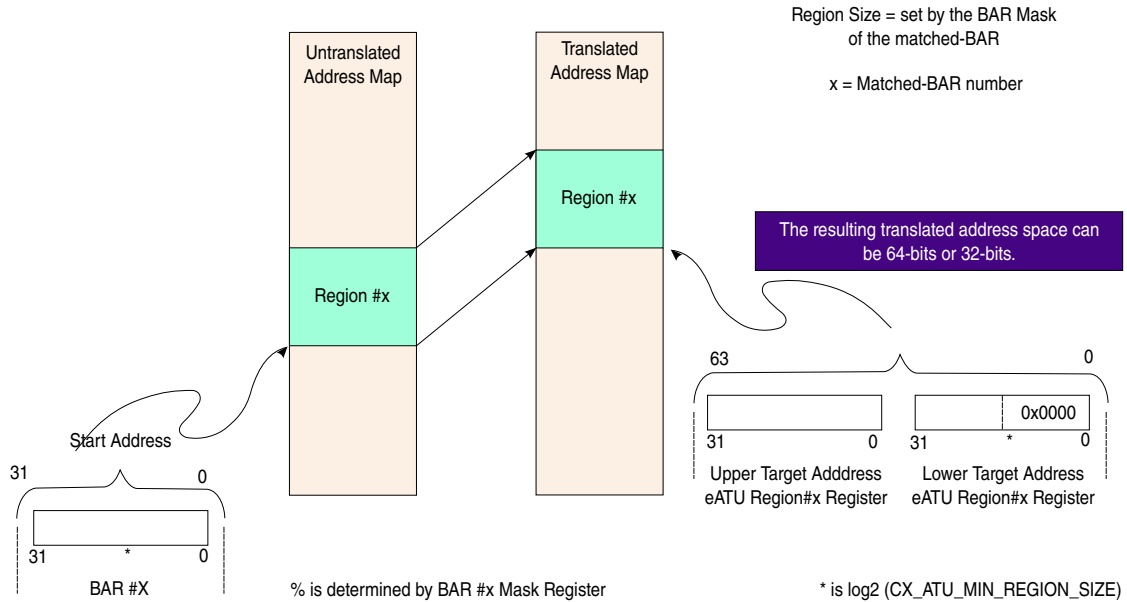 Region Size = set by the BAR Mask
of the matched-BAR
x = Matched-BAR number
Untranslated
Address Map
Translated
Address Map
Region #x
Region #x
The resulting translated address space can
be 64-bits or 32-bits.
63
0
0x0000
31
0
31
*
0
Upper Target Adddress
eATU Region#x Register
Lower Target Address
eATU Region#x Register
Start Address
31
0
31
*
0
BAR #X
% is determined by BAR #x Mask Register
* is log2 (CX_ATU_MIN_REGION_SIZE)